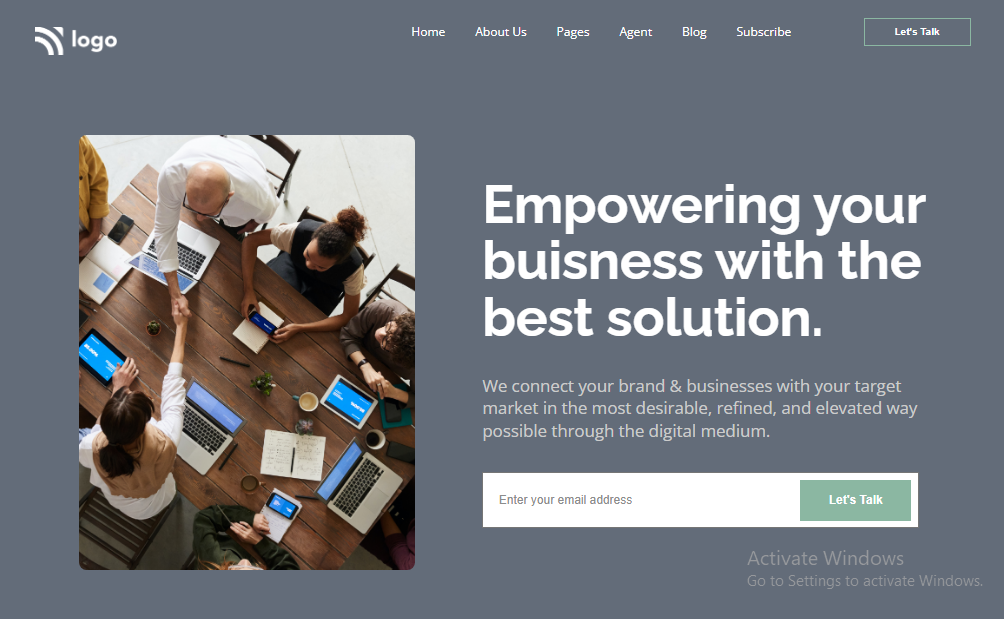 logo
Home About Us Pages Agent Blog Subscribe Let's Talk
Empowering your
buisness with the
best solution.
We connect your brand & businesses with your target
market in the most desirable, refined, and elevated way
possible through the digital medium.
Enter your email address Let's Talk
Activate Windows
Go to Settings to activate Windows.